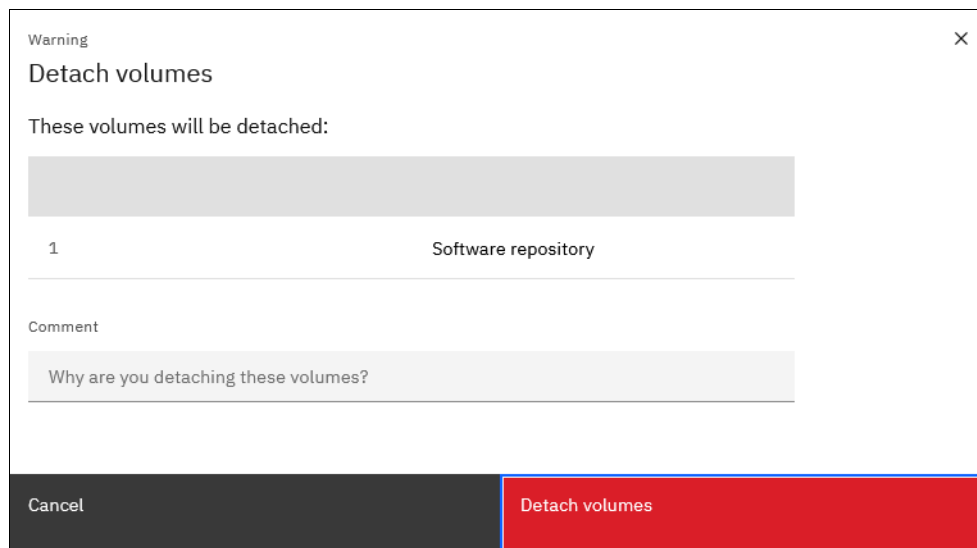 Warning
Detach volumes
These volumes will be detached:
1 Software repository
Comment
Why are you detaching these volumes?
Cancel Detach volumes